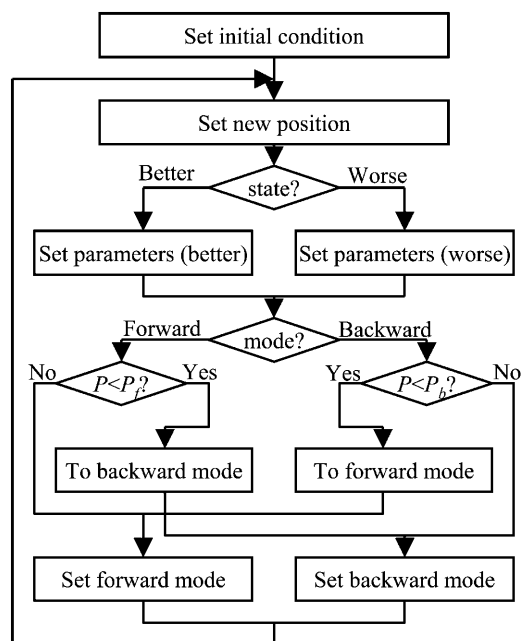 Set initial condition
Set new position
Better
state?
Worse
Set parameters (better)
Set parameters (worse)
Forward
mode?
Backward
No
P<Pf?
Yes
Yes
P<Pb?
No
To backward mode
To forward mode
Set forward mode
Set backward mode